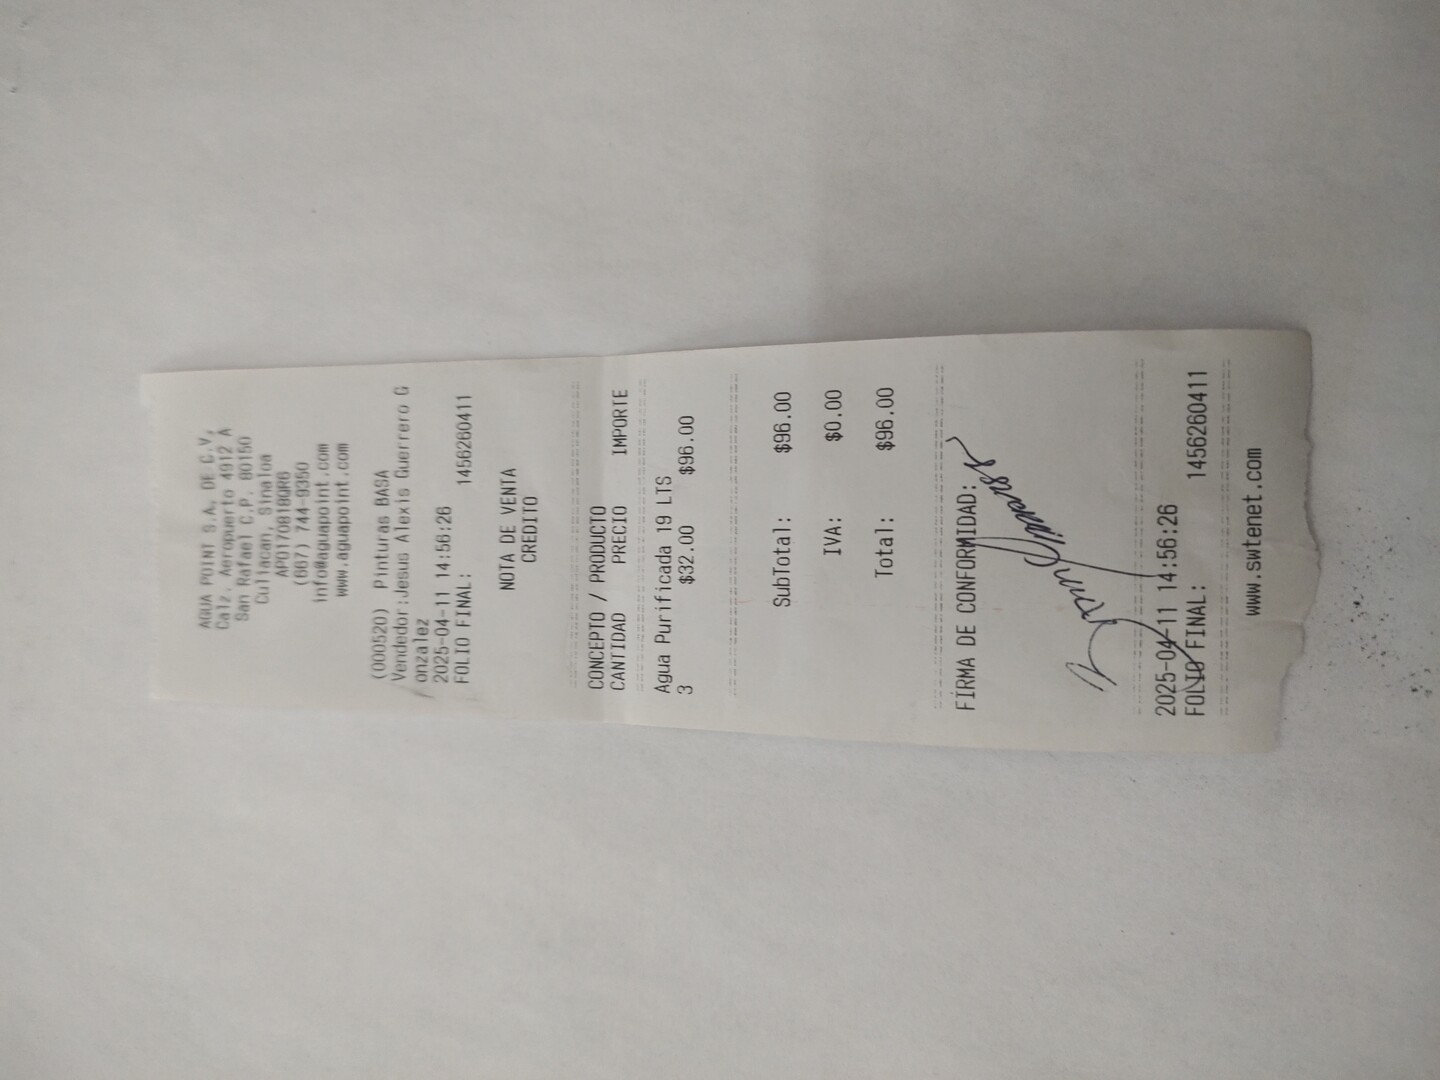 AGUA POINT S.A. DE C.V.
Calz. Aeropuerto 4912 A
San Rafael C.P. 80150
Culiacan, Sinaloa
APO170818QR6
(667) 744-9350
info@aguapoint.com
www.aguapoint.com
(000520) Pinturas BASA
Vendedor:Jesus Alexis Guerrero G
onzalez
2025-04-11 14:56:26
FOLIO FINAL: 1456260411
NOTA DE VENTA
CREDITO
CONCEPTO / PRODUCTO
CANTIDAD PRECIO IMPORTE
Agua Purificada 19 LTS
3 $32.00 $96.00
SubTotal: $96.00
IVA: $0.00
Total: $96.00
FIRMA DE CONFORMIDAD:
2025-04-11 14:56:26
FOLIO FINAL: 1456260411
www.swtenet.com